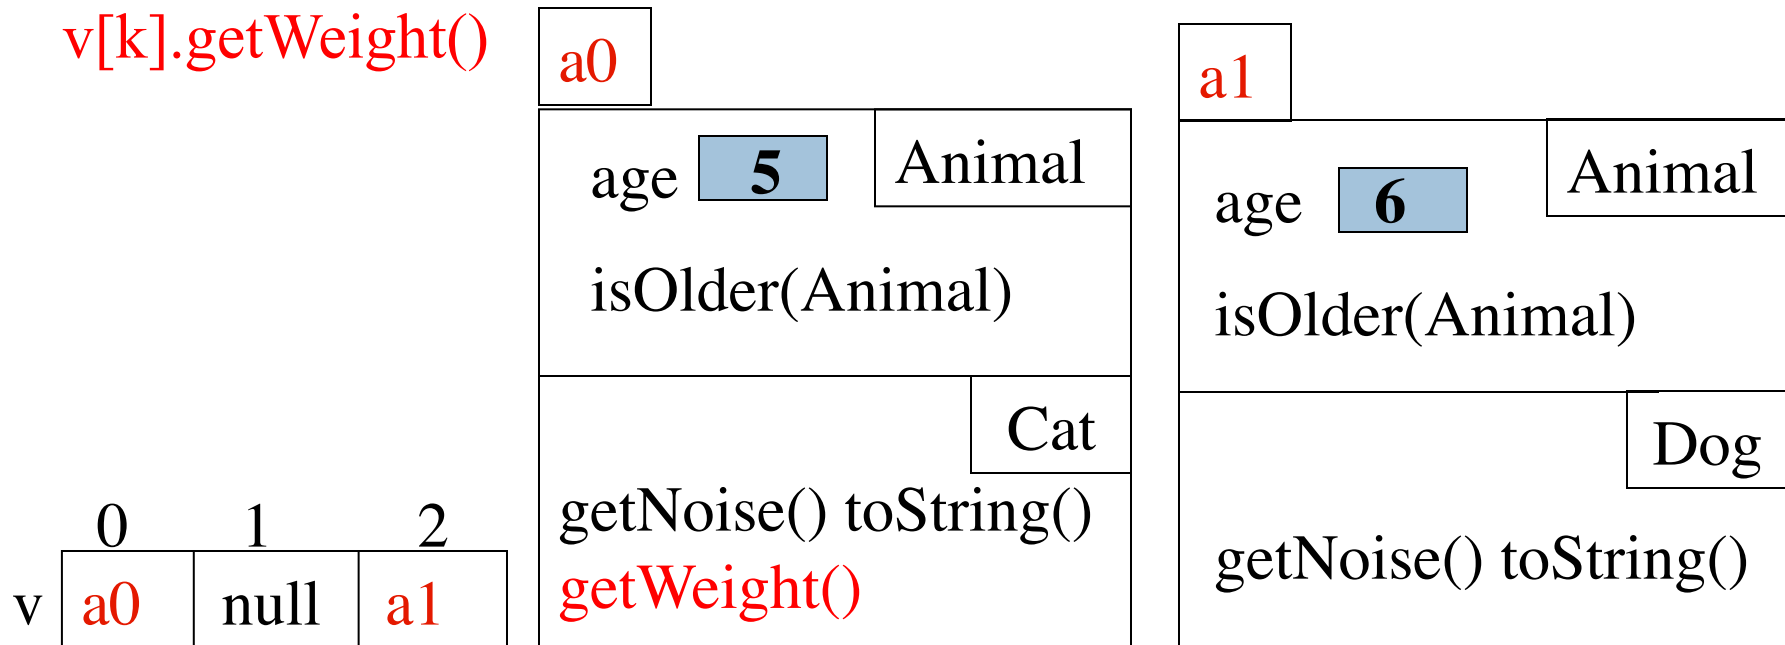 v[k].getWeight()
a0
Animal
age 5
isOlder(Animal)
Cat
getNoise() toString()
getWeight()
a1
Animal
age 6
isOlder(Animal)
Dog
getNoise() toString()
0 1 2
v a0 null a1